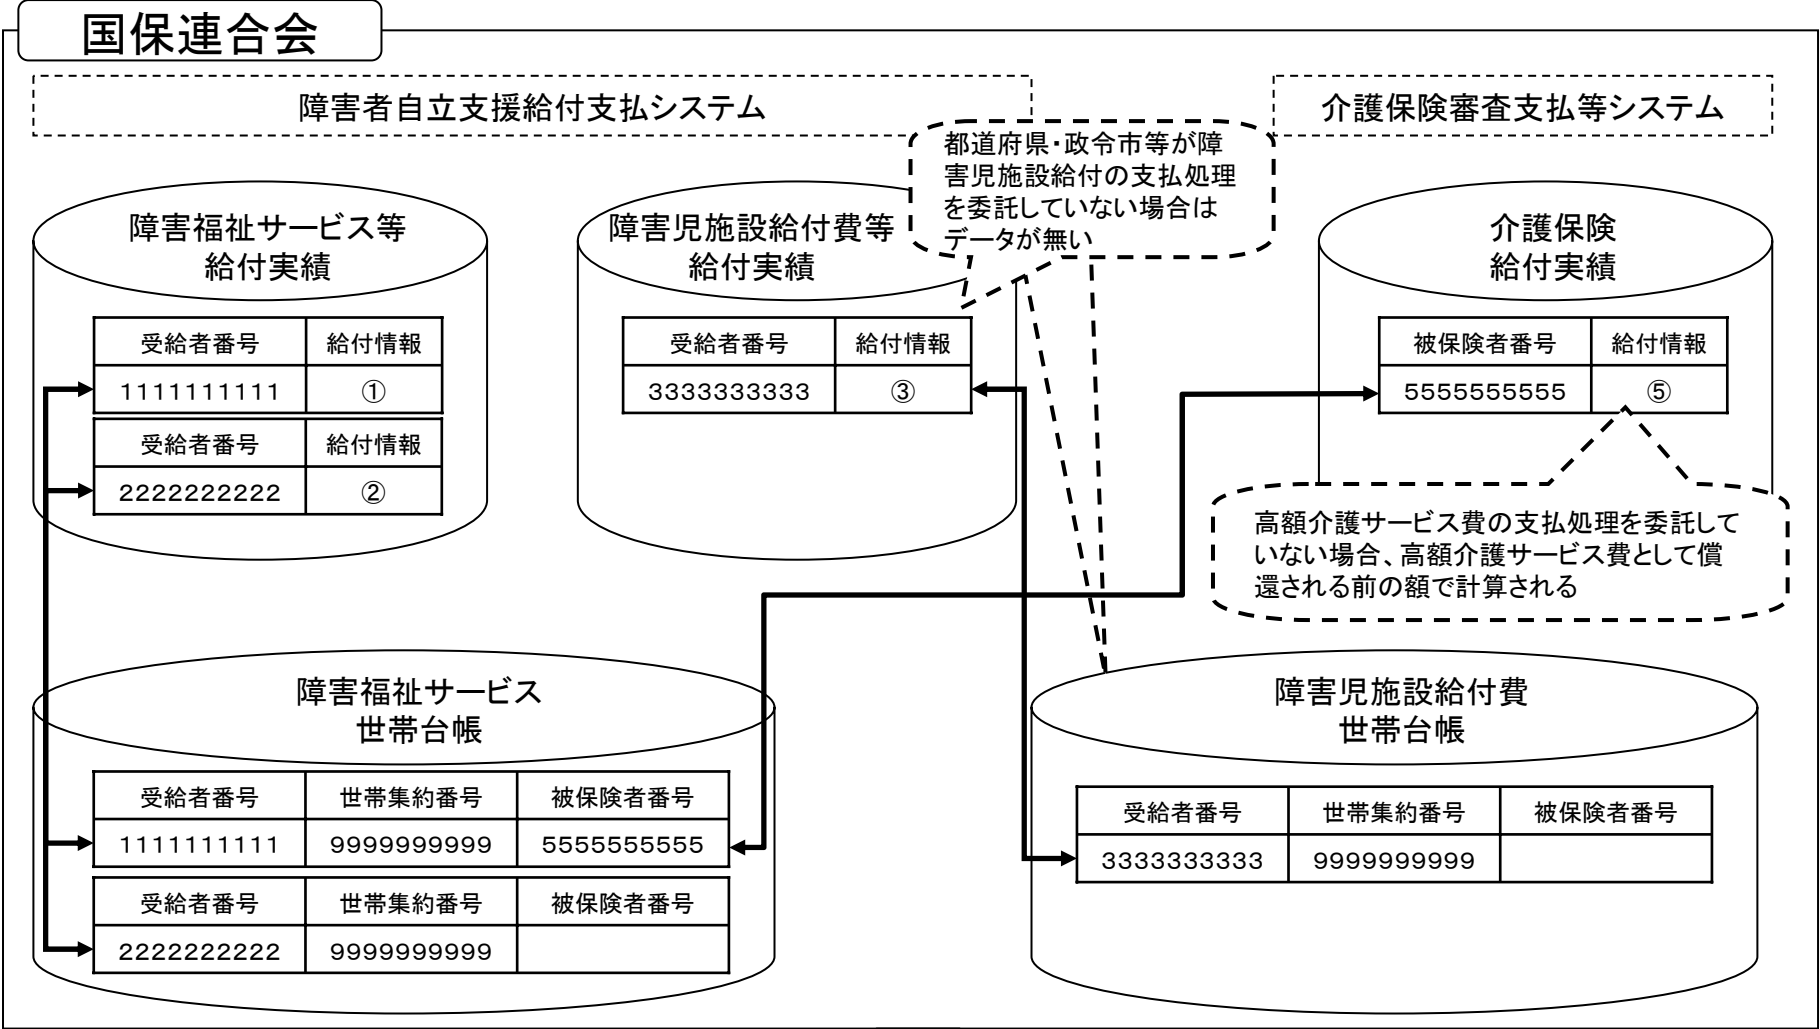 国保連合会
障害者自立支援給付支払システム
介護保険審査支払等システム
都道府県・政令市等が障
害児施設給付の支払処理
を委託していない場合は
データが無い
障害福祉サービス等
給付実績
受給者番号 給付情報
1111111111 ①
受給者番号 給付情報
2222222222 ②
障害児施設給付費等
給付実績
受給者番号 給付情報
3333333333 ③
介護保険
給付実績
被保険者番号 給付情報
5555555555 ⑤
高額介護サービス費の支払処理を委託して
いない場合、高額介護サービス費として償
還される前の額で計算される
障害福祉サービス
世帯台帳
受給者番号 世帯集約番号 被保険者番号
1111111111 9999999999 5555555555
受給者番号 世帯集約番号 被保険者番号
2222222222 9999999999
障害児施設給付費
世帯台帳
受給者番号 世帯集約番号 被保険者番号
3333333333 9999999999